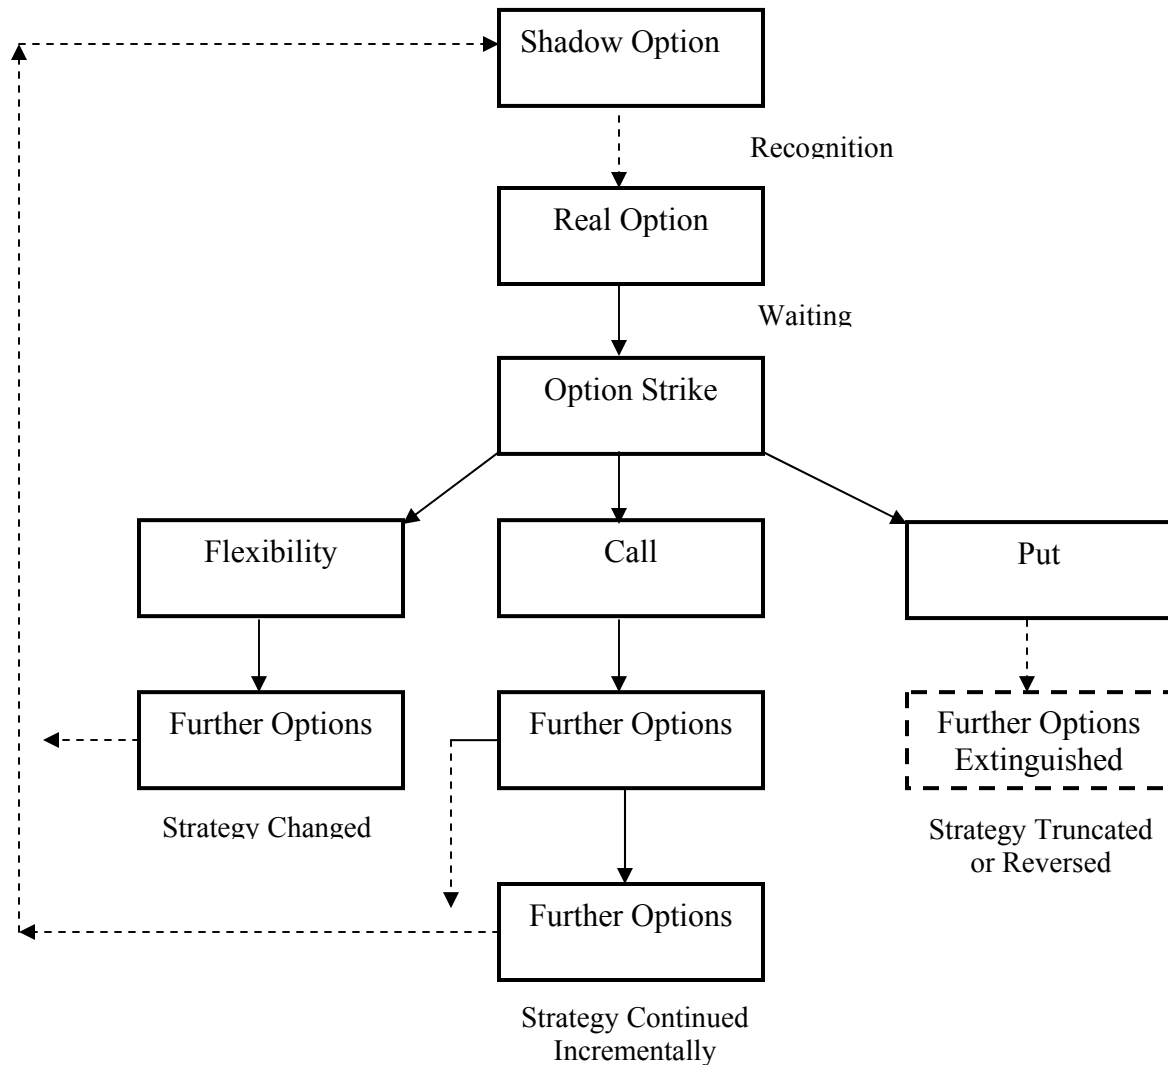 Shadow Option
Recognition
Real Option
Waiting
Option Strike
Flexibility
Call
Put
Further Options
Further Options
Further Options
Extinguished
Strategy Changed
Strategy Truncated
or Reversed
Further Options
Strategy Continued
Incrementally